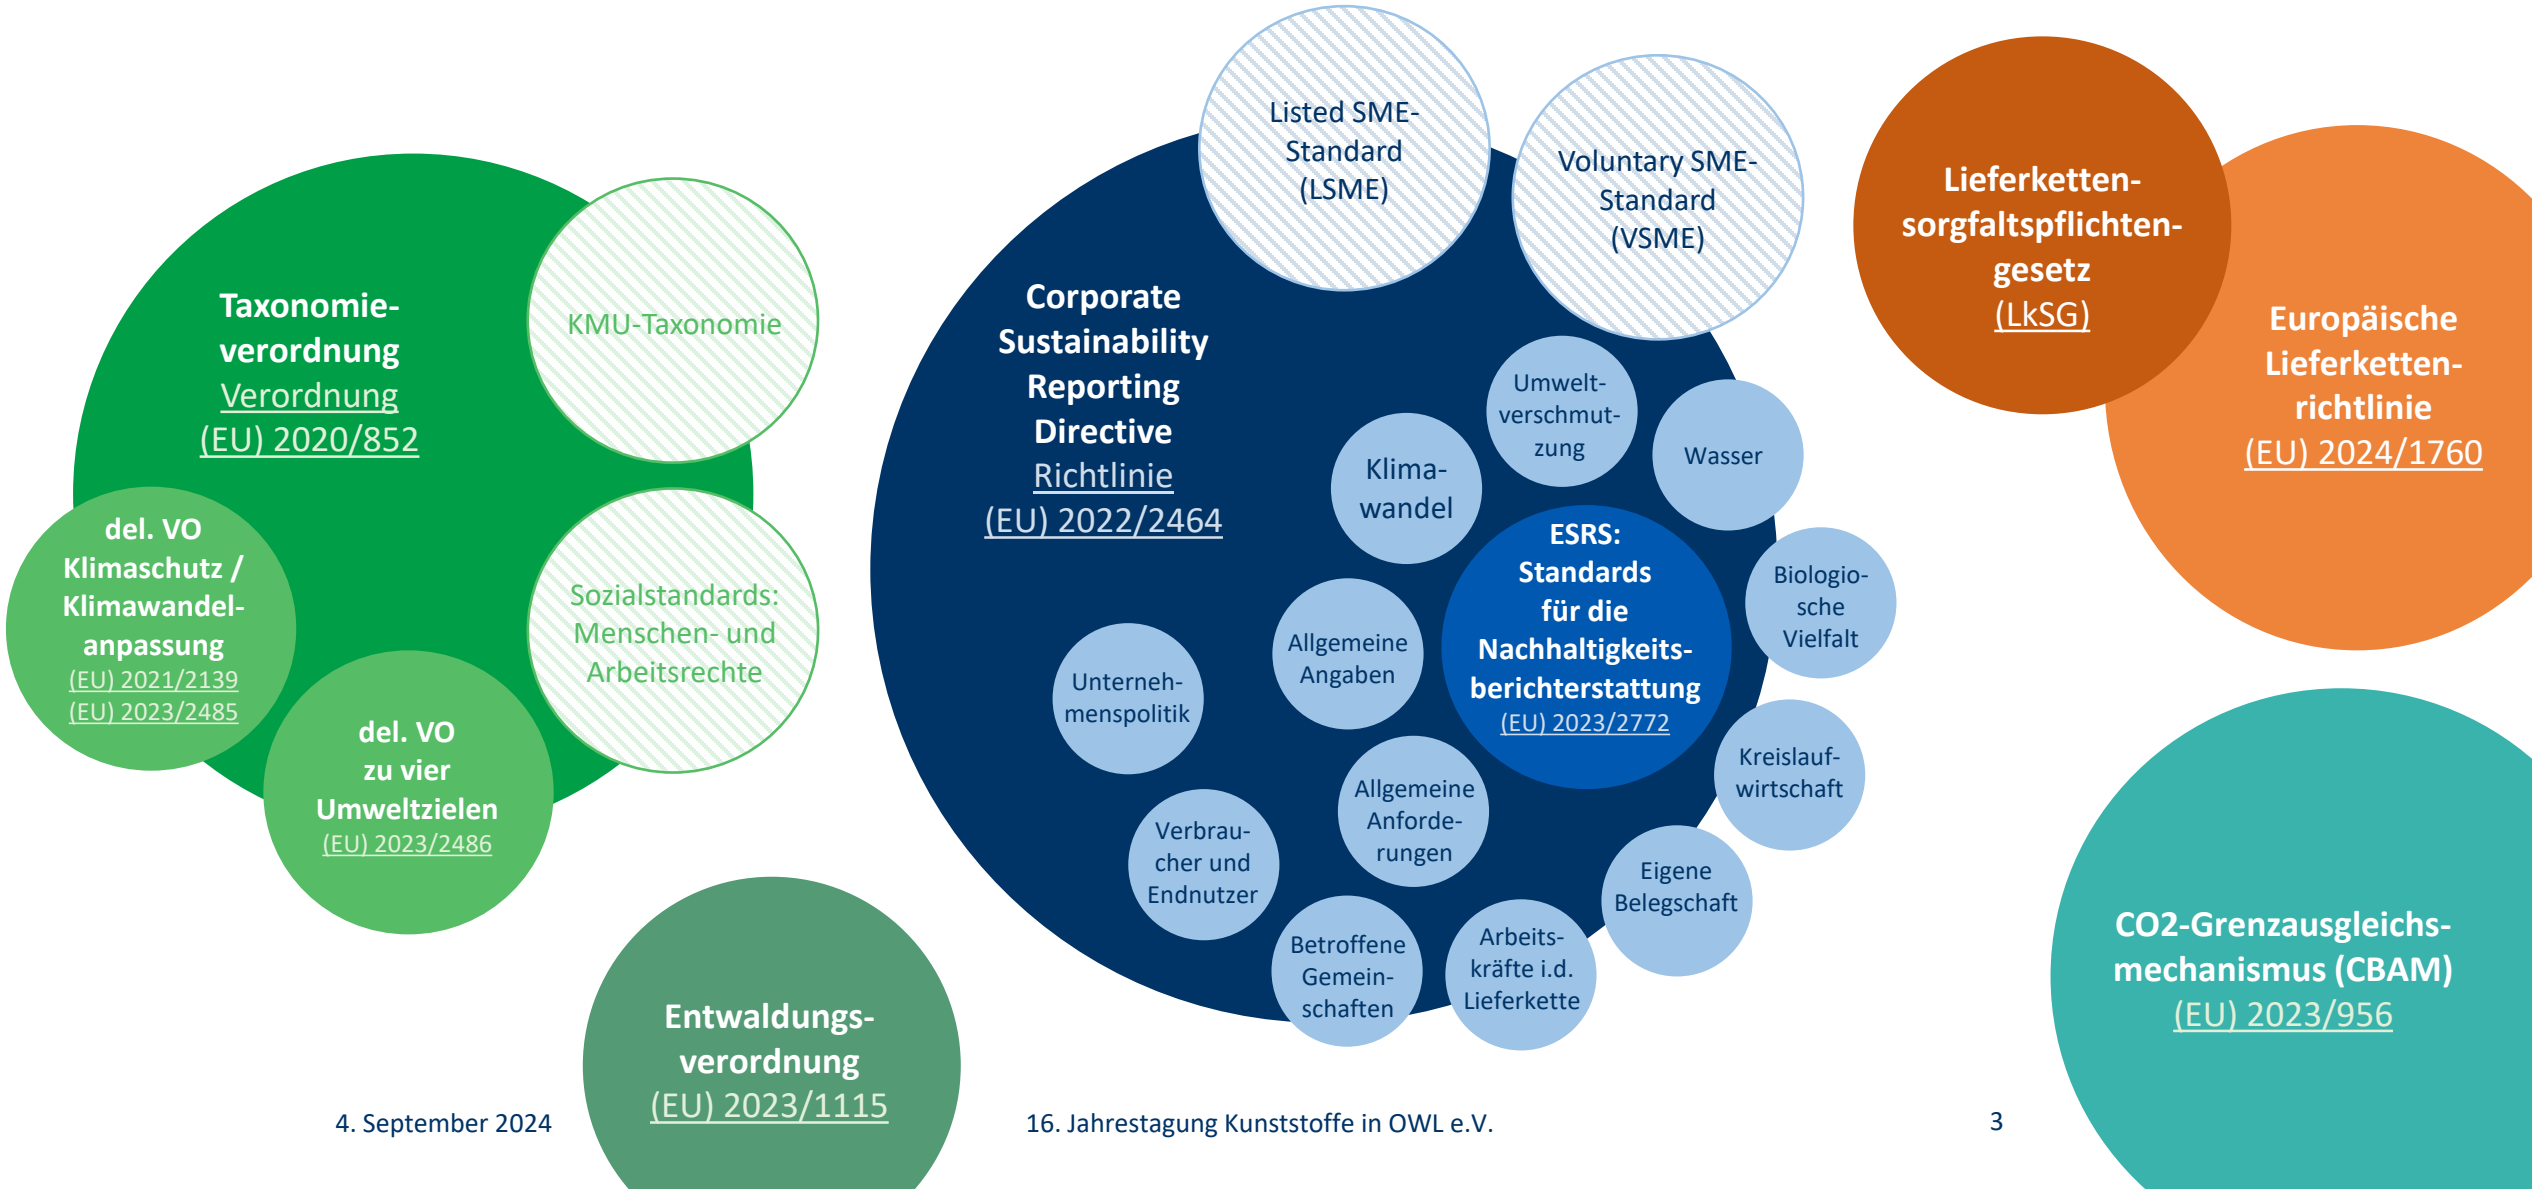 Taxonomie-
verordnung
Verordnung
(EU) 2020/852
KMU-Taxonomie
Sozialstandards:
Menschen- und
Arbeitsrechte
del. VO
Klimaschutz /
Klimawandel-
anpassung
(EU) 2021/2139
(EU) 2023/2485
del. VO
zu vier
Umweltzielen
(EU) 2023/2486
Entwaldungs-
verordnung
(EU) 2023/1115
Listed SME-
Standard
(LSME)
Voluntary SME-
Standard
(VSME)
Corporate
Sustainability
Reporting
Directive
Richtlinie
(EU) 2022/2464
Umwelt-
verschmut-
zung
Wasser
Klima-
wandel
ESRS:
Standards
für die
Nachhaltigkeits-
berichterstattung
(EU) 2023/2772
Biologio-
sche
Vielfalt
Allgemeine
Angaben
Unterneh-
menspolitik
Kreislauf-
wirtschaft
Allgemeine
Anforde-
rungen
Verbrau-
cher und
Endnutzer
Eigene
Belegschaft
Betroffene
Gemein-
schaften
Arbeits-
kräfte i.d.
Lieferkette
Lieferketten-
sorgfaltspflichten-
gesetz
(LkSG)
Europäische
Lieferketten-
richtlinie
(EU) 2024/1760
CO2-Grenzausgleichs-
mechanismus (CBAM)
(EU) 2023/956
4. September 2024
16. Jahrestagung Kunststoffe in OWL e.V.
3